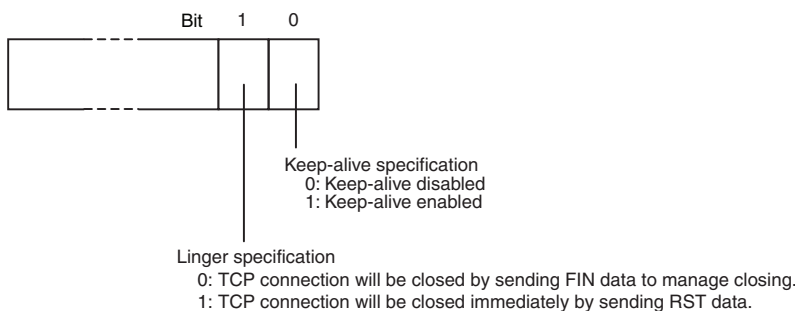 Bit 1 0
Keep-alive specification
0: Keep-alive disabled
1: Keep-alive enabled
Linger specification
0: TCP connection will be closed by sending FIN data to manage closing.
1: TCP connection will be closed immediately by sending RST data.